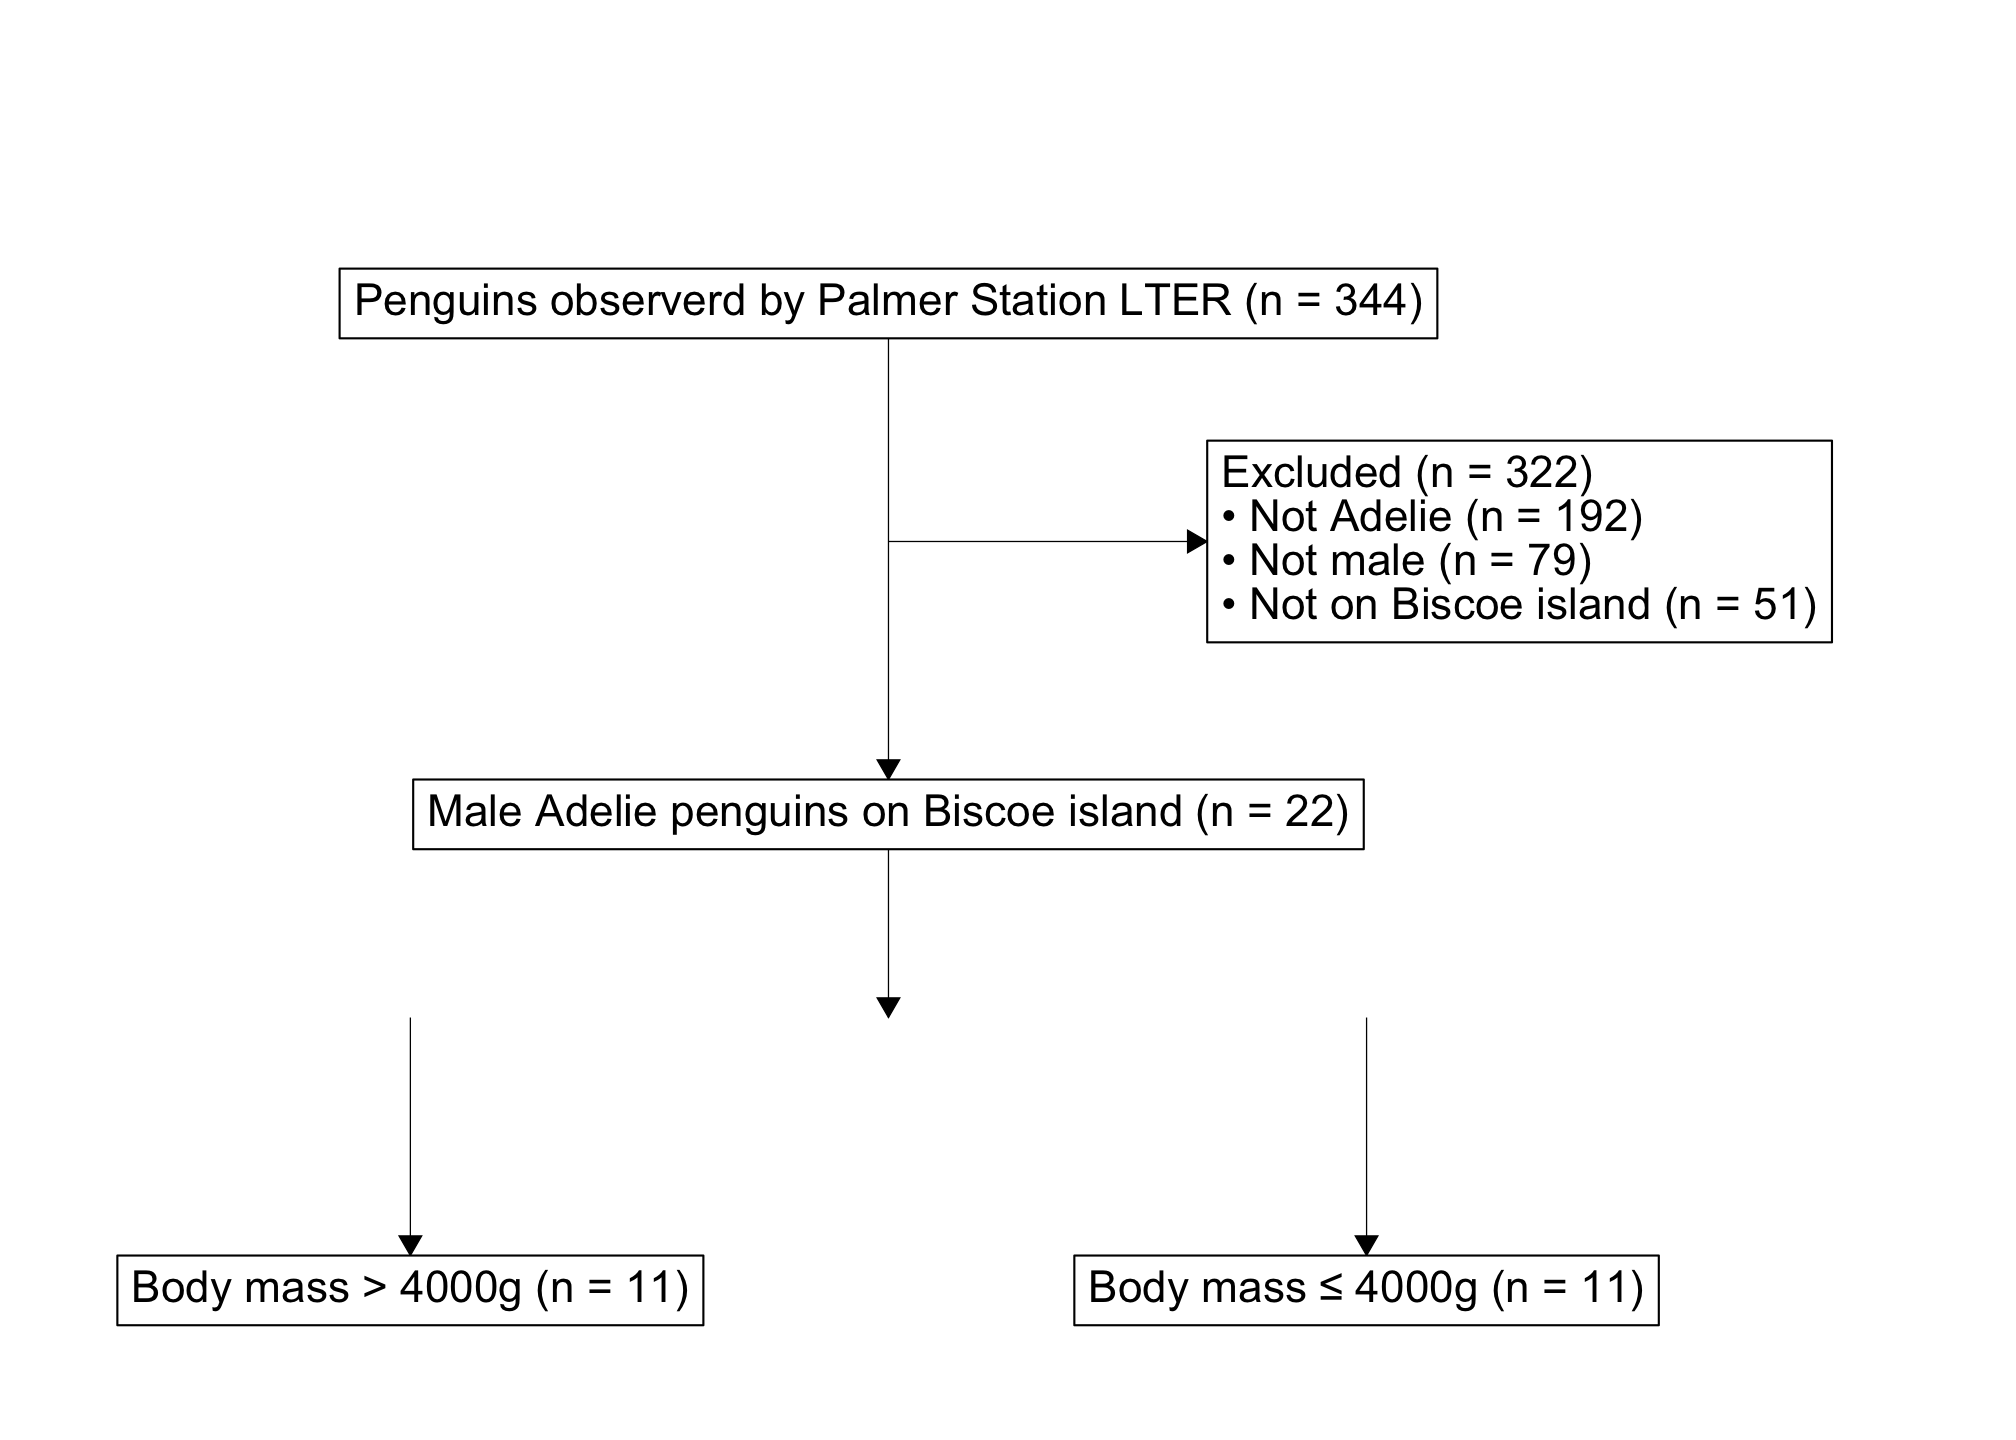 Penguins observerd by Palmer Station LTER (n = 344)
Excluded (n = 322)
• Not Adelie (n = 192)
• Not male (n = 79)
• Not on Biscoe island (n = 51)
Male Adelie penguins on Biscoe island (n = 22)
Body mass > 4000g (n = 11)
Body mass ≤ 4000g (n = 11)